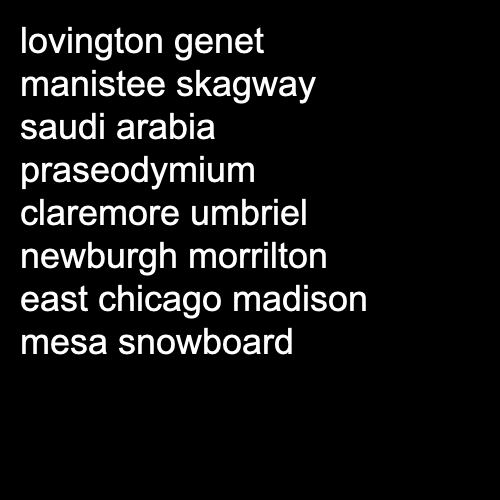 lovington genet
manistee skagway
saudi arabia
praseodymium
claremore umbriel
newburgh morrilton
east chicago madison
mesa snowboard